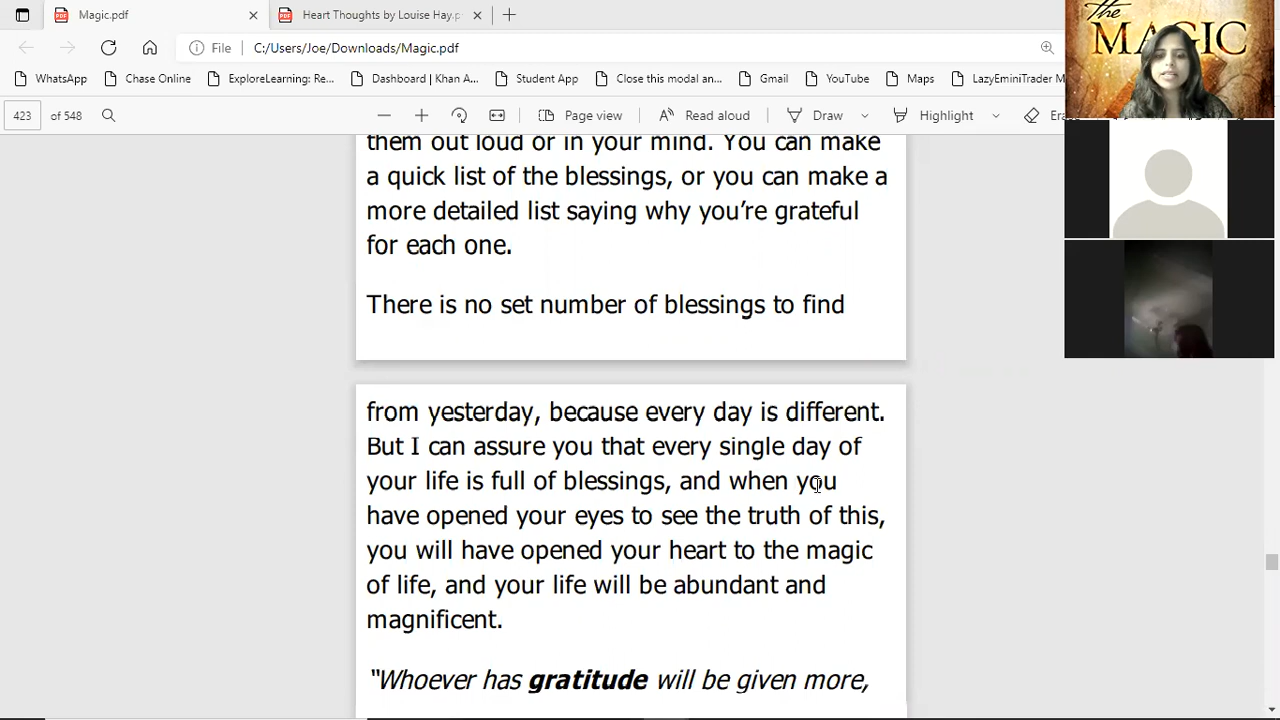 Magic.pdf
Heart Thoughts by Louise Hay.p
File C:/Users/Joe/Downloads/Magic.pdf
WhatsApp Chase Online ExploreLearning: Re... Dashboard | Khan A... Student App Close this modal an... Gmail YouTube Maps LazyEminiTrader M
423 of 548 Page view Read aloud Draw Highlight Era
The
MAGIC
them out loud or in your mind. You can make
a quick list of the blessings, or you can make a
more detailed list saying why you’re grateful
for each one.
There is no set number of blessings to find
from yesterday, because every day is different.
But I can assure you that every single day of
your life is full of blessings, and when you
have opened your eyes to see the truth of this,
you will have opened your heart to the magic
of life, and your life will be abundant and
magnificent.
“Whoever has gratitude will be given more,